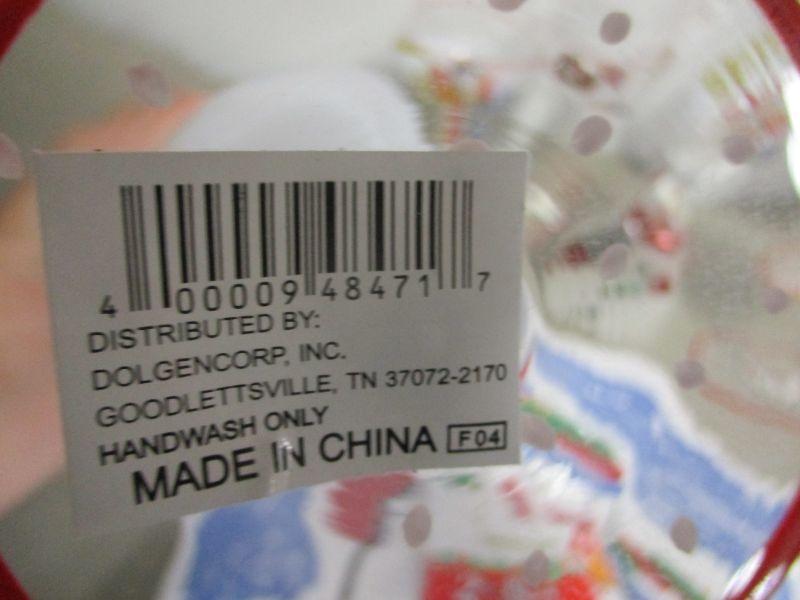 4 00009 48471 7
DISTRIBUTED BY:
DOLGENCORP, INC.
GOODLETTSVILLE, TN 37072-2170
HANDWASH ONLY
MADE IN CHINA F04